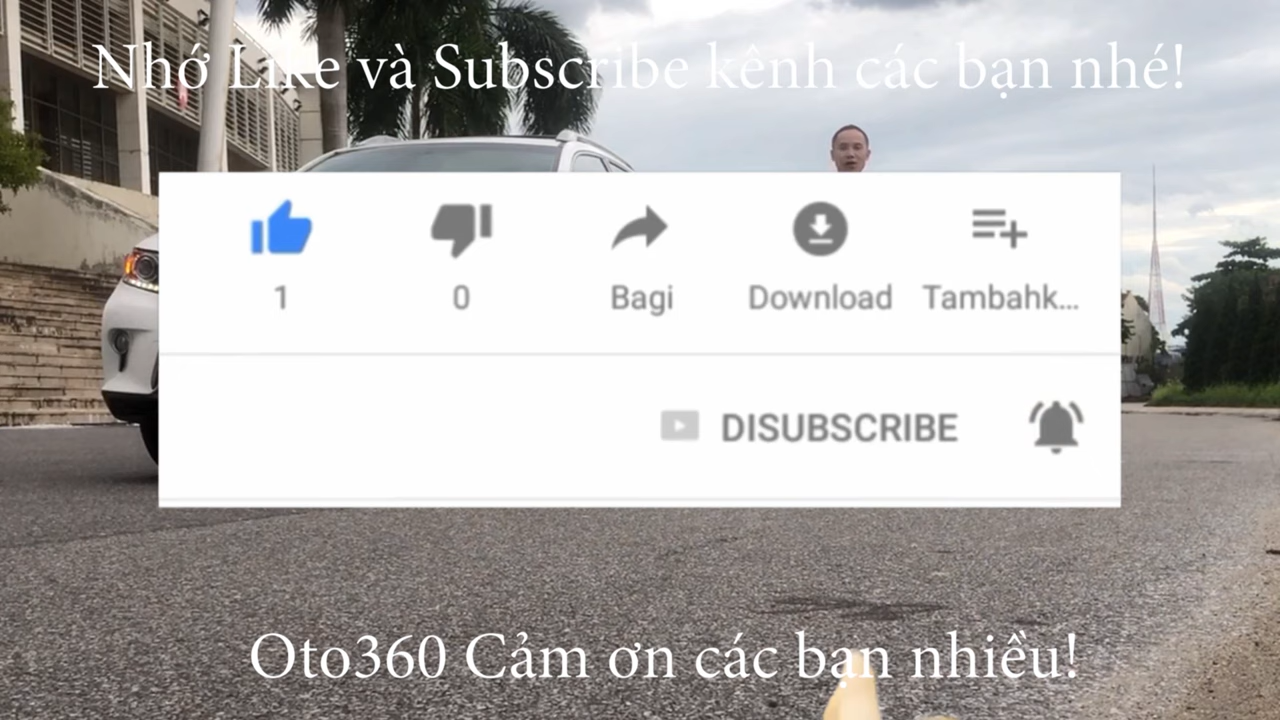 Nhớ Like và Subscribe kênh các bạn nhé!
1 0 Bagi Download Tambahk...
DISUBSCRIBE
Oto360 Cảm ơn các bạn nhiều!